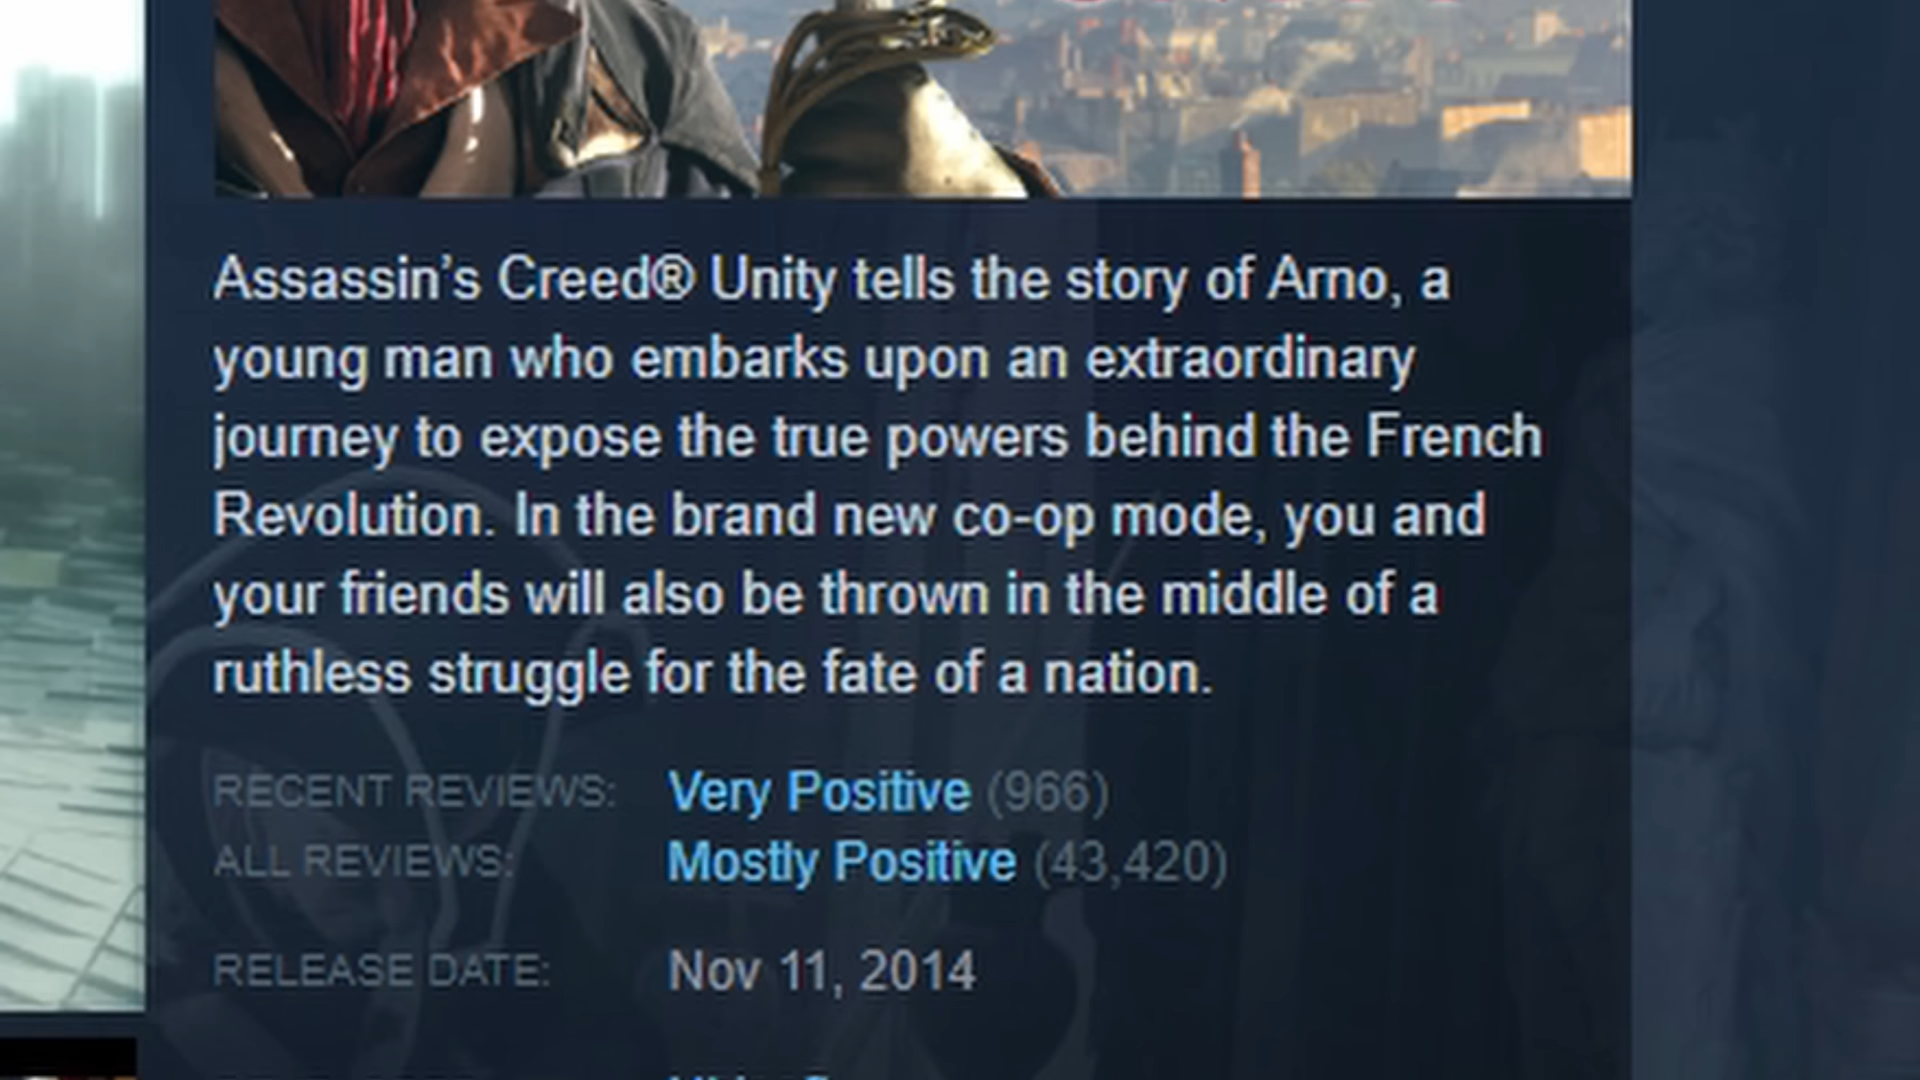 Assassin’s Creed® Unity tells the story of Arno, a
young man who embarks upon an extraordinary
journey to expose the true powers behind the French
Revolution. In the brand new co-op mode, you and
your friends will also be thrown in the middle of a
ruthless struggle for the fate of a nation.
RECENT REVIEWS: Very Positive (966)
ALL REVIEWS: Mostly Positive (43,420)
RELEASE DATE: Nov 11, 2014